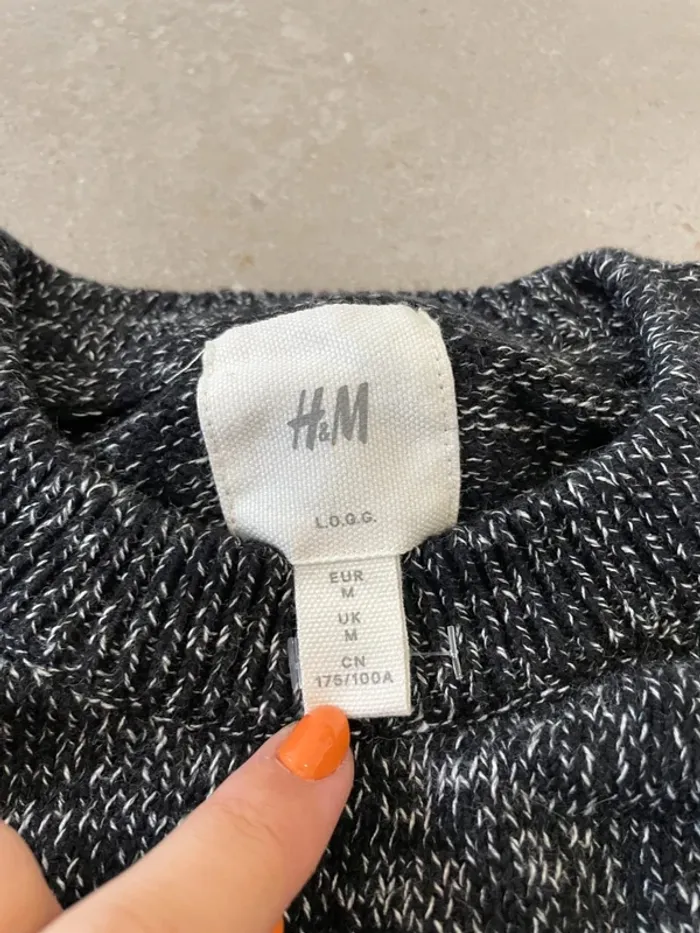 H&M
L.O.G.G.
EUR
M
UK
M
CN
175/100A